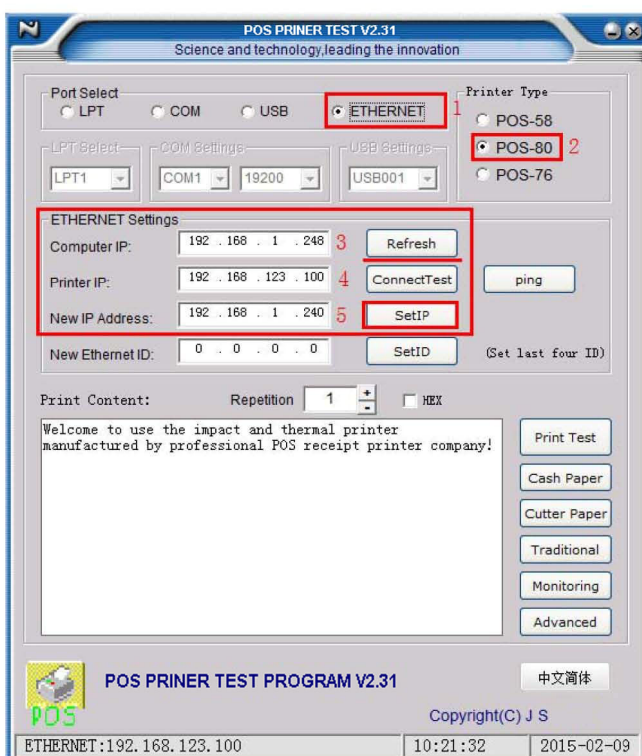 POS PRINER TEST V2.31
Science and technology,leading the innovation
Port Select
LPT COM USB ETHERNET 1
Printer Type
POS-58
POS-80 2
POS-76
LPT Select COM Settings USB Settings
LPT1 COM1 19200 USB001
ETHERNET Settings
Computer IP: 192 . 168 . 1 . 248 3 Refresh
Printer IP: 192 . 168 . 123 . 100 4 ConnectTest ping
New IP Address: 192 . 168 . 1 . 240 5 SetIP
New Ethernet ID: 0 . 0 . 0 . 0 SetID (Set last four ID)
Print Content: Repetition 1 + - HEX
Welcome to use the impact and thermal printer
manufactured by professional POS receipt printer company!
Print Test
Cash Paper
Cutter Paper
Traditional
Monitoring
Advanced
POS
POS PRINER TEST PROGRAM V2.31
中文简体
Copyright(C) J S
ETHERNET:192.168.123.100 10:21:32 2015-02-09